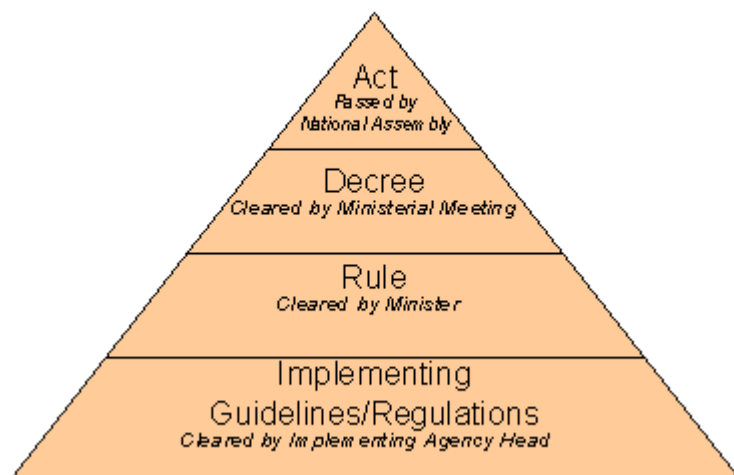 Act
Passed by
National Assembly
Decree
Cleared by Ministerial Meeting
Rule
Cleared by Minister
Implementing
Guidelines/Regulations
Cleared by Implementing Agency Head